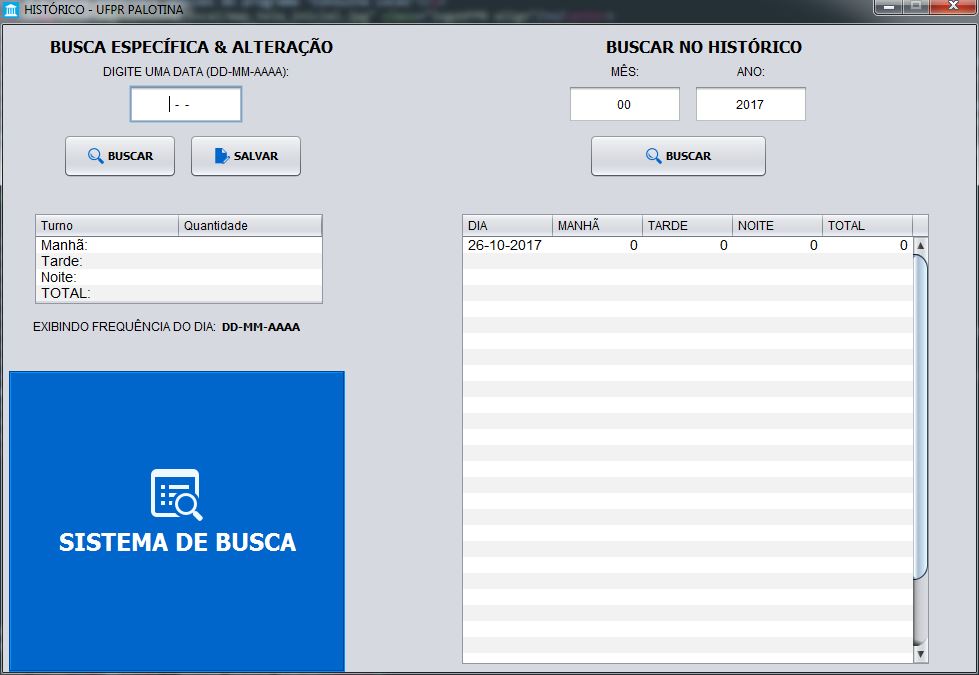 HISTÓRICO - UFPR PALOTINA
BUSCA ESPECÍFICA & ALTERAÇÃO
DIGITE UMA DATA (DD-MM-AAAA):
- -
BUSCAR
SALVAR
Turno Quantidade
Manhã:
Tarde:
Noite:
TOTAL:
EXIBINDO FREQUÊNCIA DO DIA: DD-MM-AAAA
SISTEMA DE BUSCA
BUSCAR NO HISTÓRICO
MÊS: ANO:
00 2017
BUSCAR
DIA MANHÃ TARDE NOITE TOTAL
26-10-2017 0 0 0 0